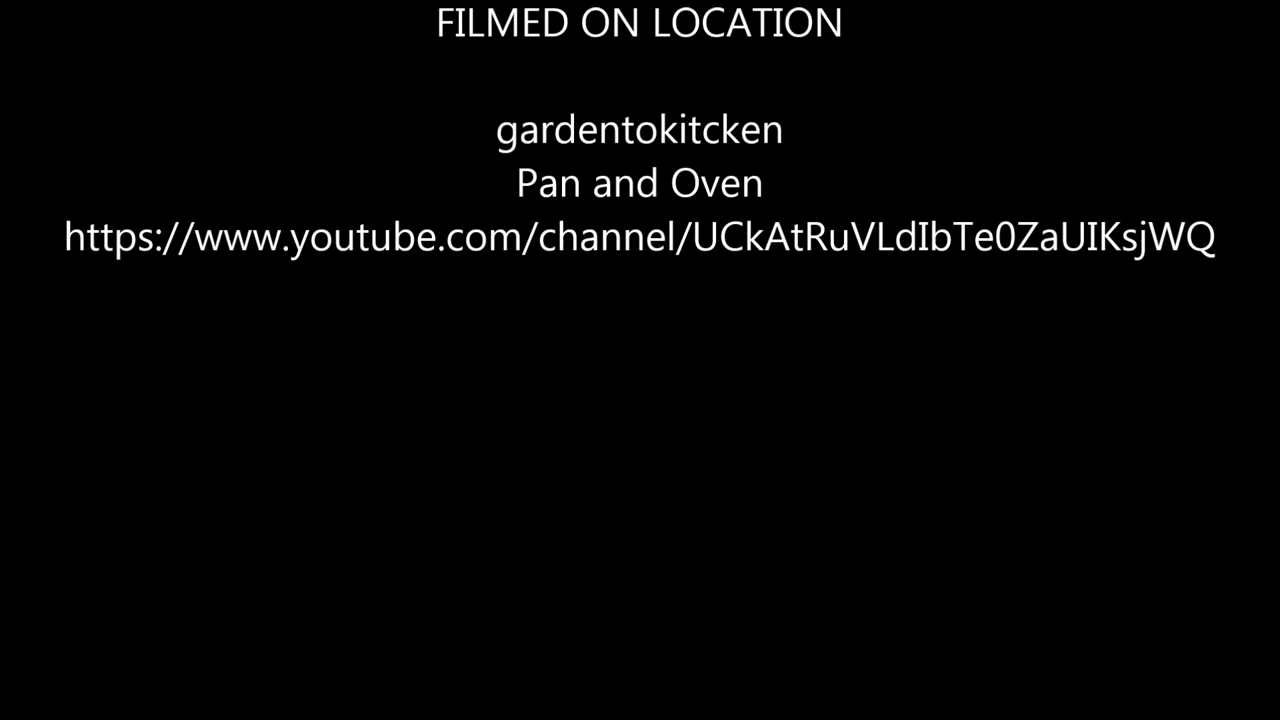 FILMED ON LOCATION
gardentokitcken
Pan and Oven
https://www.youtube.com/channel/UCkAtRuVLdIbTe0ZaUIKsjWQ